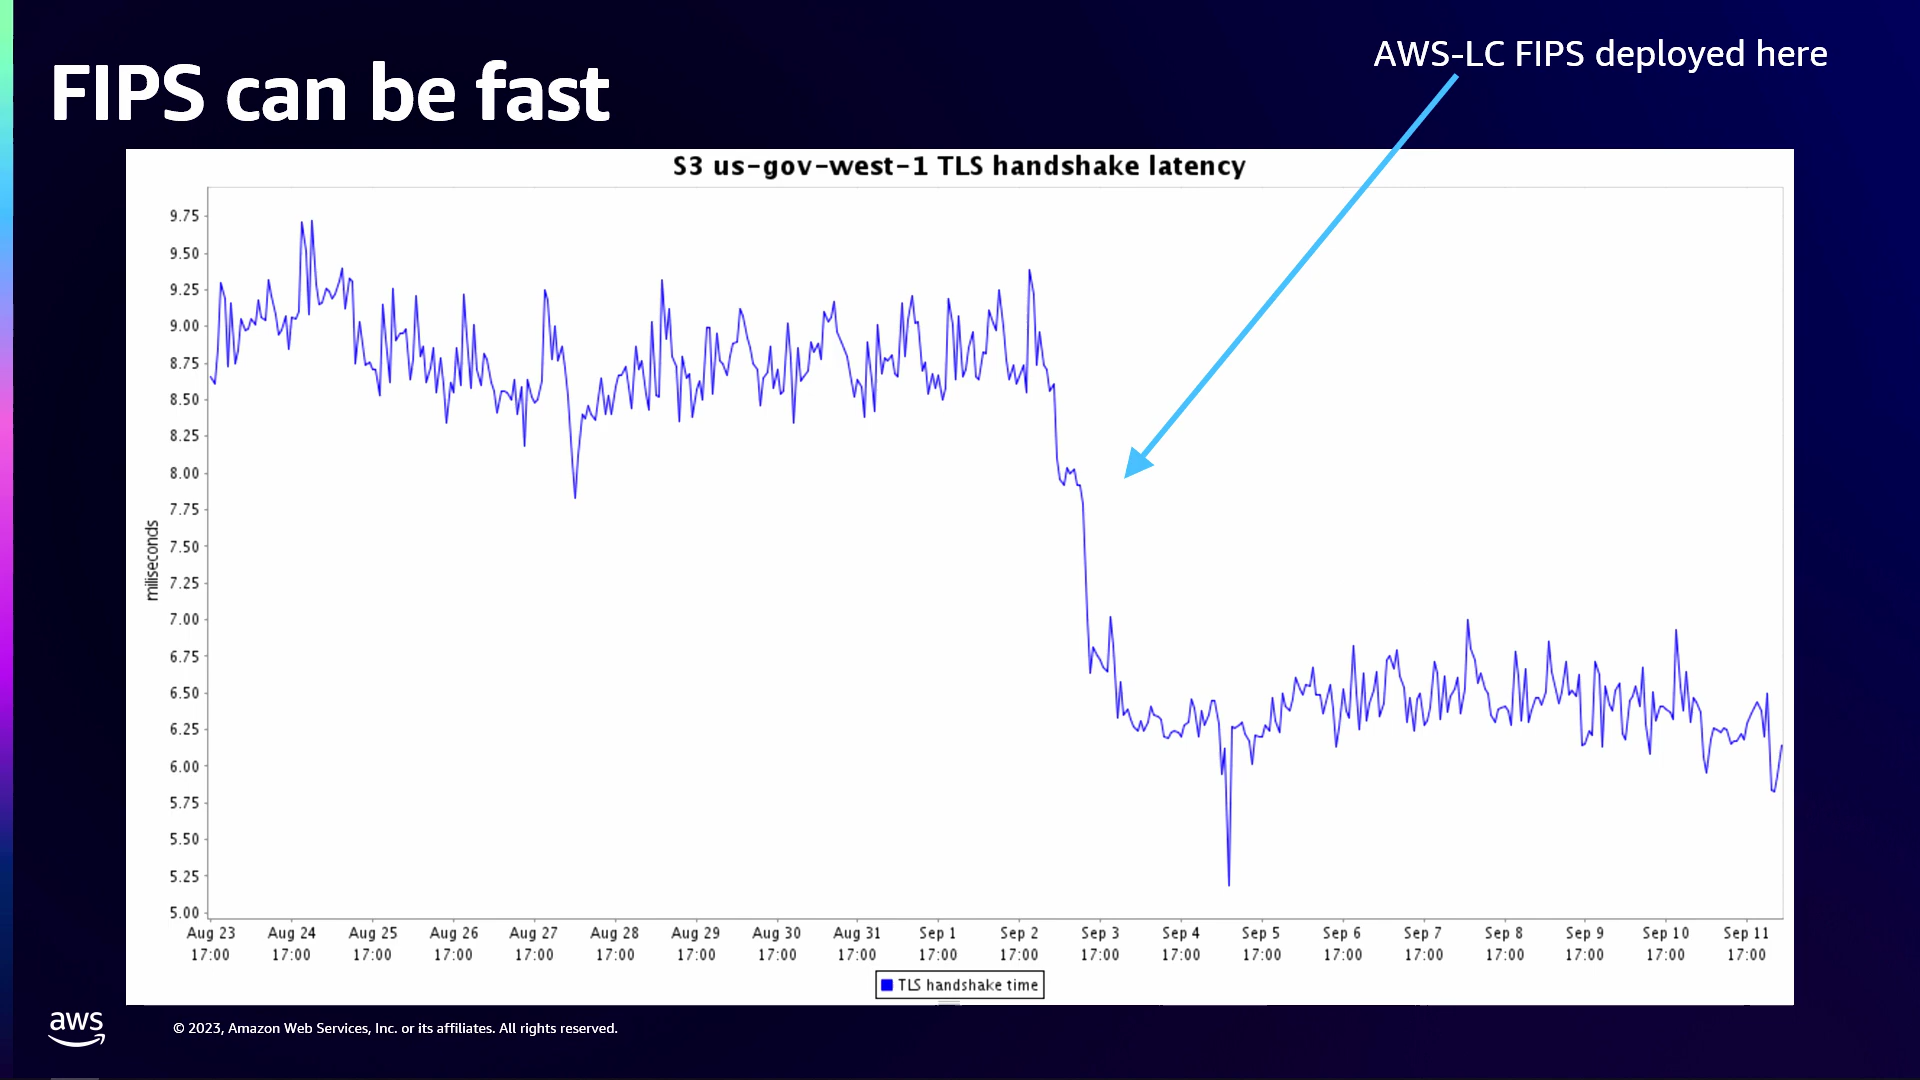 AWS-LC FIPS deployed here
FIPS can be fast
S3 us-gov-west-1 TLS handshake latency
9.75
9.50
9.25
9.00
8.75
8.50
8.25
8.00
7.75
7.50
7.25
7.00
6.75
6.50
6.25
6.00
5.75
5.50
5.25
5.00
miliseconds
Aug 23 Aug 24 Aug 25 Aug 26 Aug 27 Aug 28 Aug 29 Aug 30 Aug 31 Sep 1 Sep 2 Sep 3 Sep 4 Sep 5 Sep 6 Sep 7 Sep 8 Sep 9 Sep 10 Sep 11
17:00 17:00 17:00 17:00 17:00 17:00 17:00 17:00 17:00 17:00 17:00 17:00 17:00 17:00 17:00 17:00 17:00 17:00 17:00 17:00
TLS handshake time
aws
© 2023, Amazon Web Services, Inc. or its affiliates. All rights reserved.